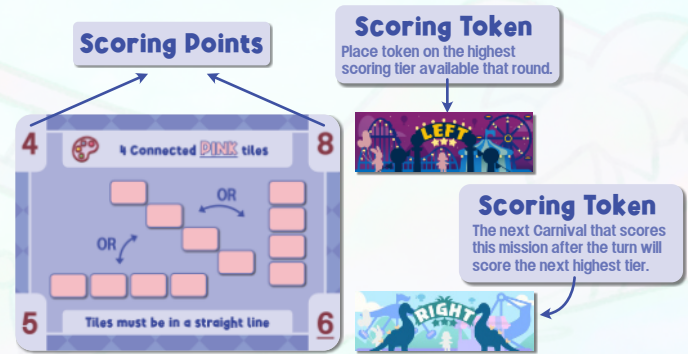 Scoring Points
Scoring Token
Place token on the highest
scoring tier available that round.
4
8
4 Connected PINK tiles
LEFT
OR
OR
Scoring Token
The next Carnival that scores
this mission after the turn will
score the next highest tier.
RIGHT
5
6
Tiles must be in a straight line